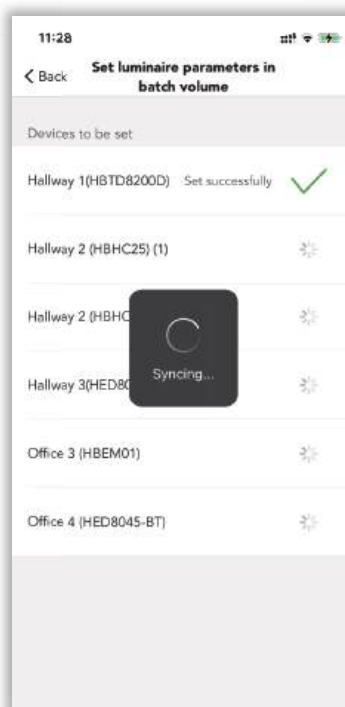 11:28
Back
Set luminaire parameters in
batch volume
Devices to be set
Hallway 1(HBTD8200D) Set successfully
Hallway 2 (HBHC25) (1)
Hallway 2 (HBHC
Hallway 3(HED80
Syncing...
Office 3 (HBEM01)
Office 4 (HED8045-BT)